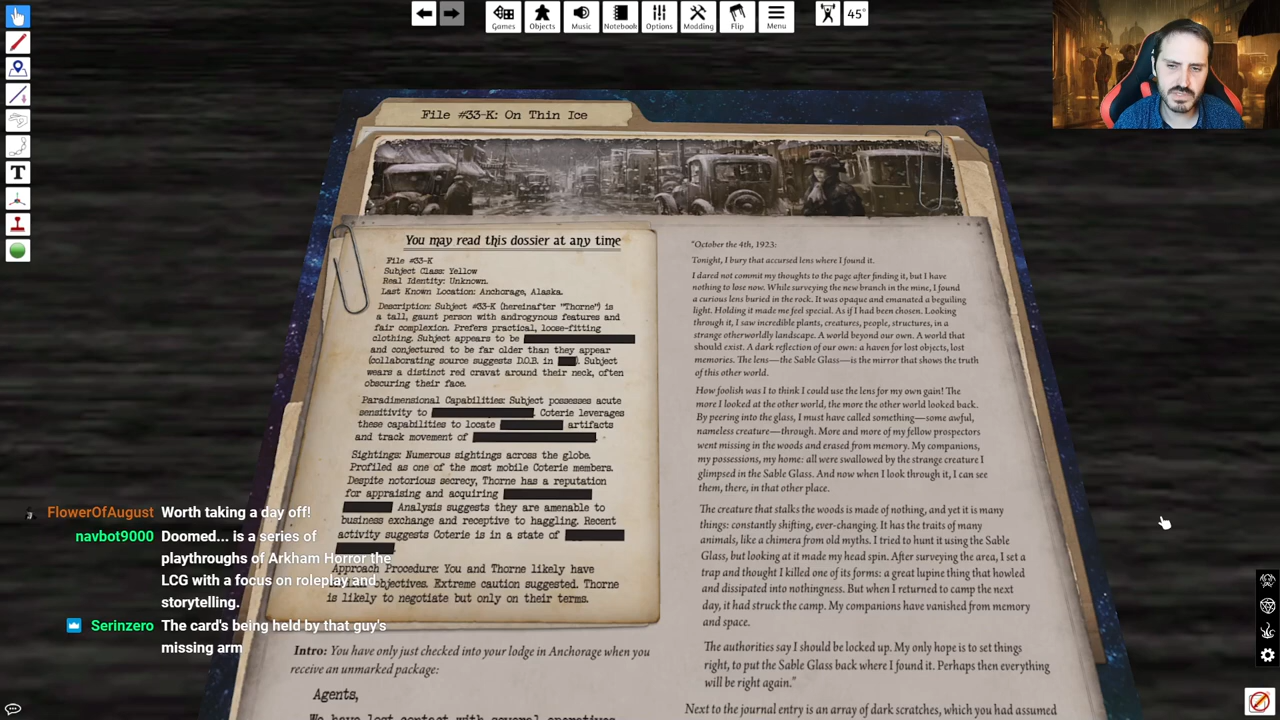 Games
Objects
Music
Notebook
Options
Modding
Flip
Menu
45°
File #33-K: On Thin Ice
You may read this dossier at any time
File #33-K
Subject Class: Yellow
Real Identity: Unknown.
Last Known Location: Anchorage, Alaska.
Description: Subject #33-K (hereinafter "Thorne") is
a tall, gaunt person with androgynous features and
fair complexion. Prefers practical, loose-fitting
clothing. Subject appears to be
and conjectured to be far older than they appear
(collaborating source suggests D.O.B. in ). Subject
wears a distinct red cravat around their neck, often
obscuring their face.
Paradimensional Capabilities: Subject possesses acute
sensitivity to . Coterie leverages
these capabilities to locate artifacts
and track movement of .
Sightings: Numerous sightings across the globe.
Profiled as one of the most mobile Coterie members.
Despite notorious secrecy, Thorne has a reputation
for appraising and acquiring
Analysis suggests they are amenable to
business exchange and receptive to haggling. Recent
activity suggests Coterie is in a state of
.
Approach Procedure: You and Thorne likely have
objectives. Extreme caution suggested. Thorne
is likely to negotiate but only on their terms.
Intro: You have only just checked into your lodge in Anchorage when you
receive an unmarked package:
Agents,
We have lost contact with several operatives
"October the 4th, 1923:
Tonight, I bury that accursed lens where I found it.
I dared not commit my thoughts to the page after finding it, but I have
nothing to lose now. While surveying the new branch in the mine, I found
a curious lens buried in the rock. It was opaque and emanated a beguiling
light. Holding it made me feel special. As if I had been chosen. Looking
through it, I saw incredible plants, creatures, people, structures, in a
strange otherworldly landscape. A world beyond our own. A world that
should exist. A dark reflection of our own: a haven for lost objects, lost
memories. The lens—the Sable Glass—is the mirror that shows the truth
of this other world.
How foolish was I to think I could use the lens for my own gain! The
more I looked at the other world, the more the other world looked back.
By peering into the glass, I must have called something—some awful,
nameless creature—through. More and more of my fellow prospectors
went missing in the woods and erased from memory. My companions,
my possessions, my home: all were swallowed by the strange creature I
glimpsed in the Sable Glass. And now when I look through it, I can see
them, there, in that other place.
The creature that stalks the woods is made of nothing, and yet it is many
things: constantly shifting, ever-changing. It has the traits of many
animals, like a chimera from old myths. I tried to hunt it using the Sable
Glass, but looking at it made my head spin. After surveying the area, I set a
trap and thought I killed one of its forms: a great lupine thing that howled
and dissipated into nothingness. But when I returned to camp the next
day, it had struck the camp. My companions have vanished from memory
and space.
The authorities say I should be locked up. My only hope is to set things
right, to put the Sable Glass back where I found it. Perhaps then everything
will be right again."
Next to the journal entry is an array of dark scratches, which you had assumed
FlowerOfAugust Worth taking a day off!
navbot9000 Doomed... is a series of
playthroughs of Arkham Horror the
LCG with a focus on roleplay and
storytelling.
Serinzero The card's being held by that guy's
missing arm